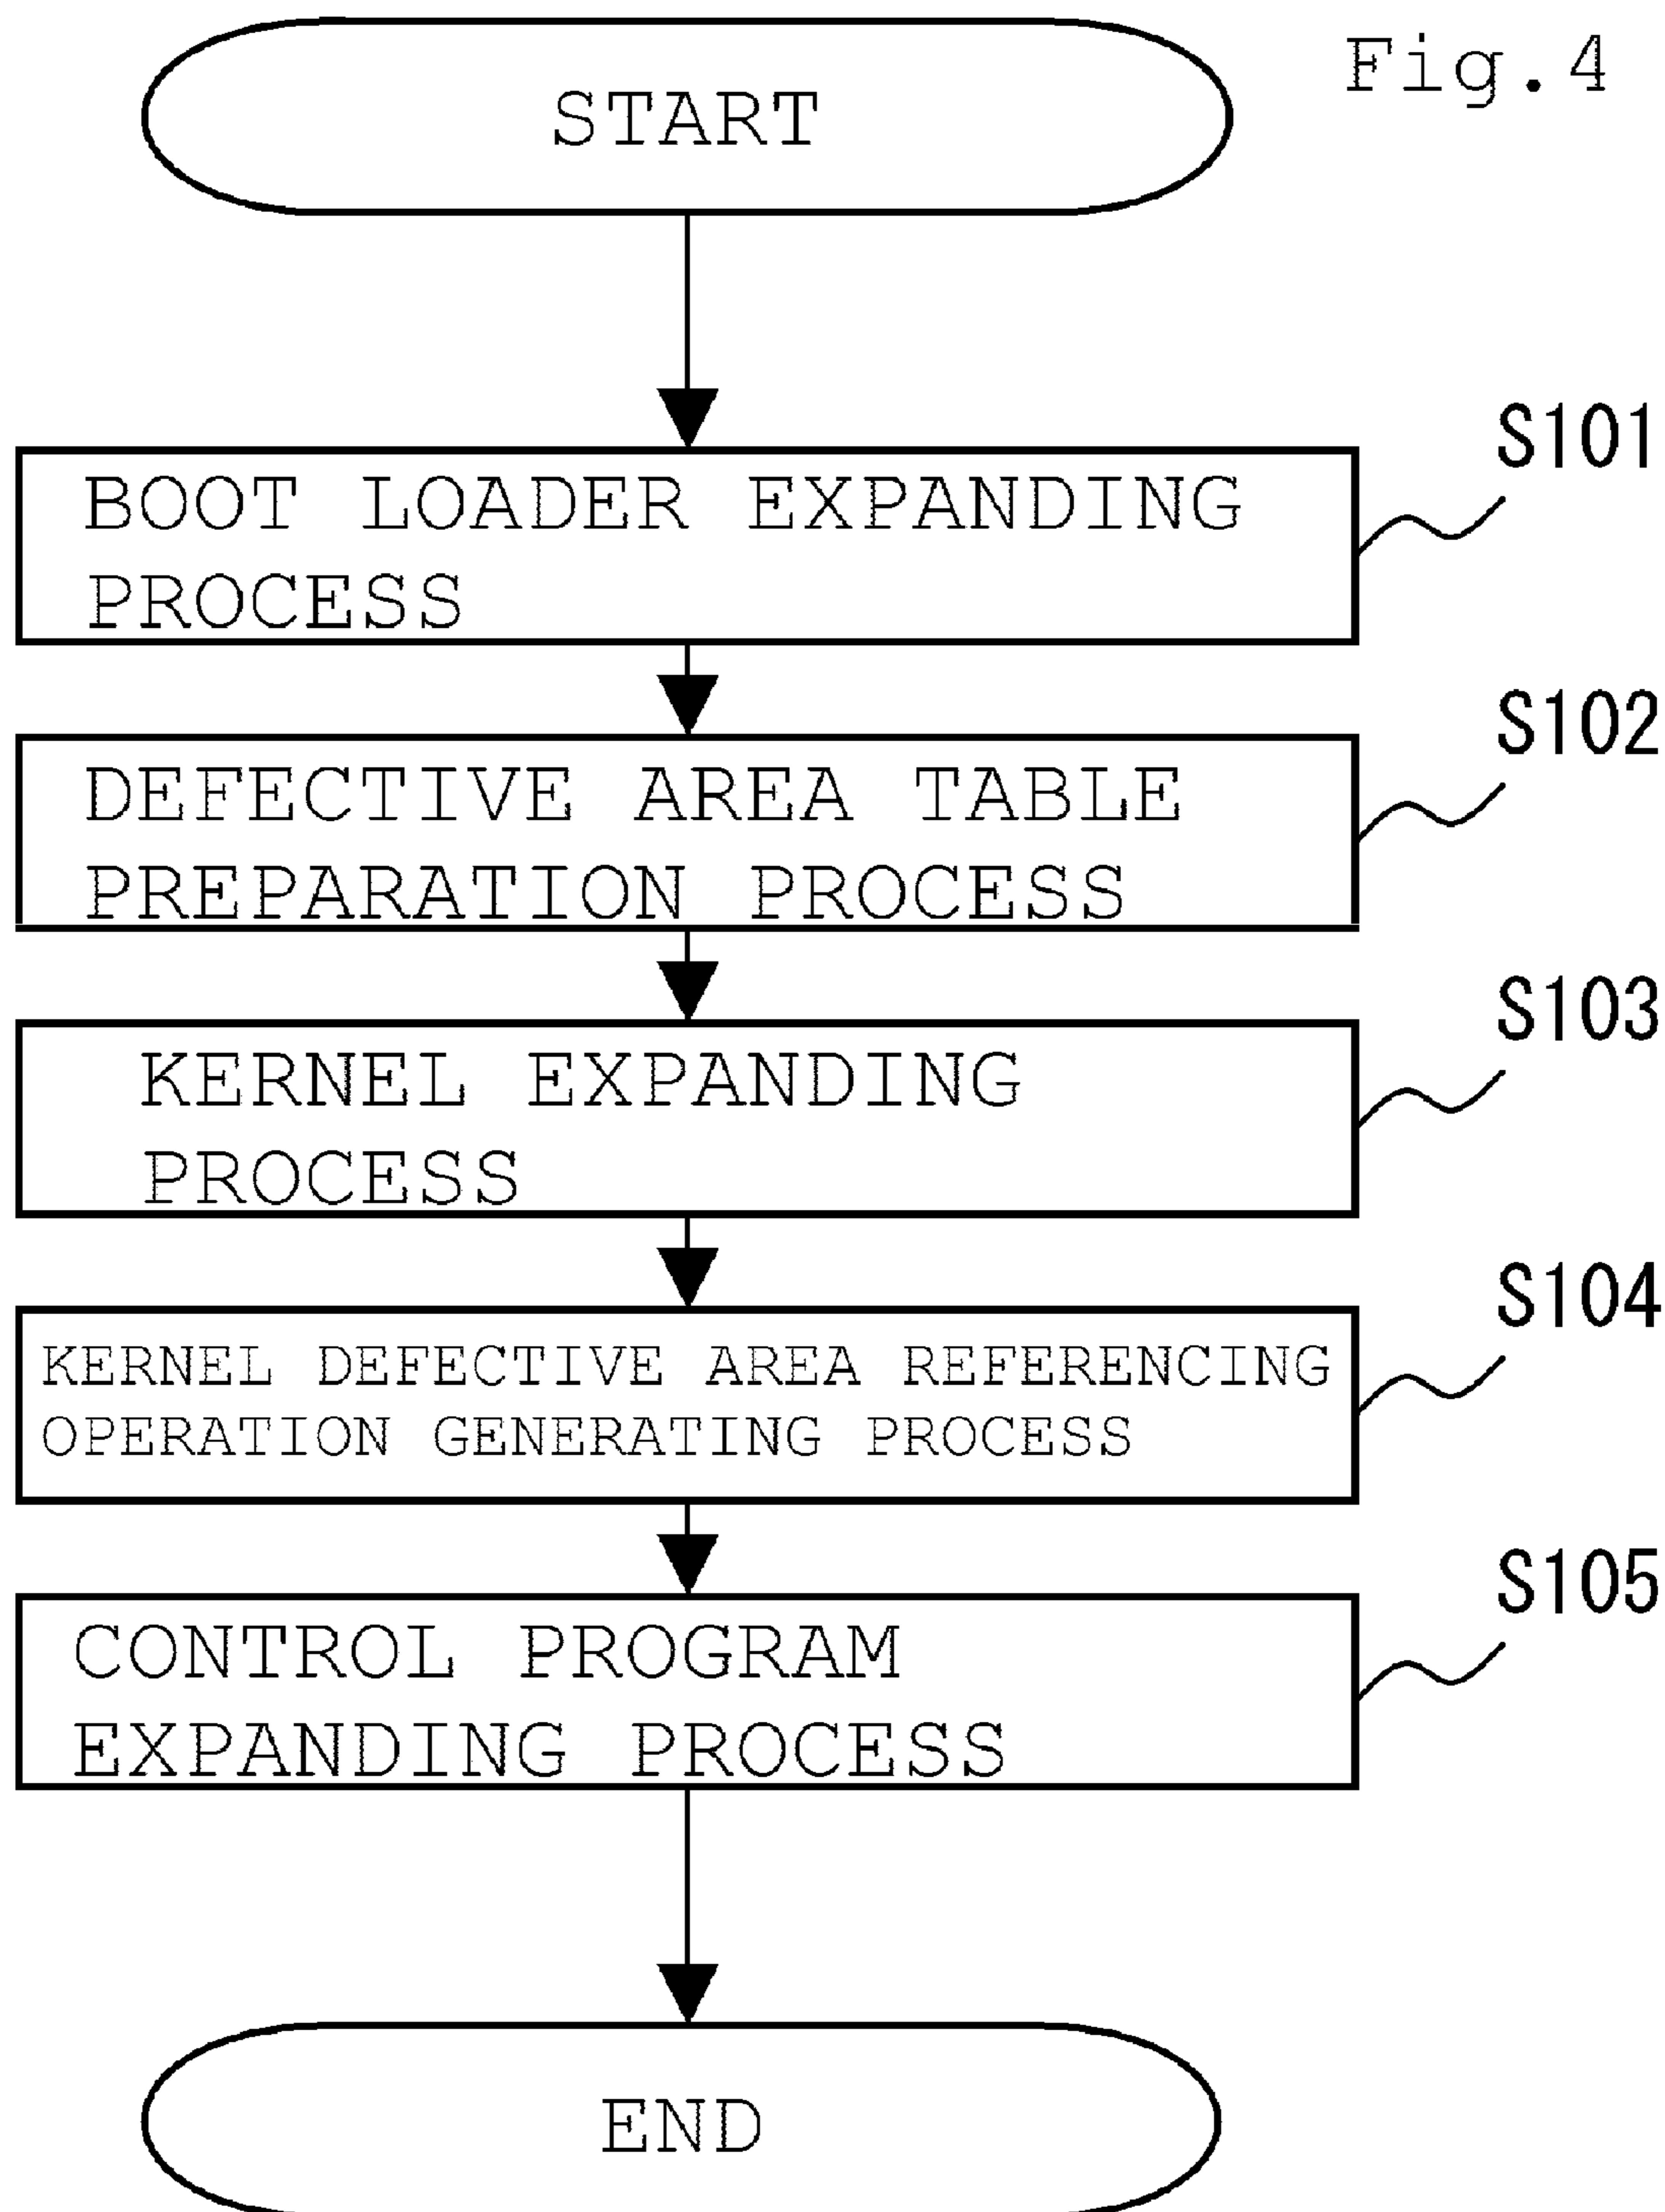 Fig.4
START
S101
BOOT LOADER EXPANDING
PROCESS
S102
DEFECTIVE AREA TABLE
PREPARATION PROCESS
S103
KERNEL EXPANDING
PROCESS
S104
KERNEL DEFECTIVE AREA REFERENCING
OPERATION GENERATING PROCESS
S105
CONTROL PROGRAM
EXPANDING PROCESS
END